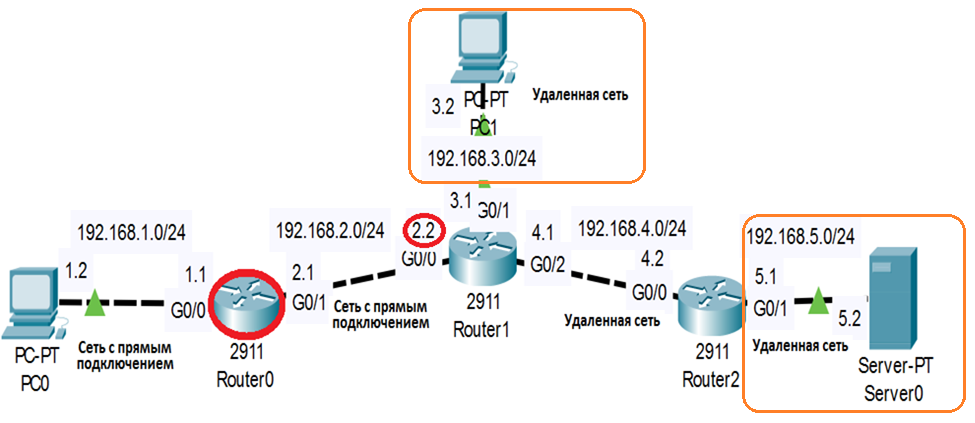 3.2
PC-PT
PC1
Удаленная сеть
192.168.3.0/24
3.1
G0/1
192.168.1.0/24
1.2
1.1
G0/0
PC-PT
PC0
Сеть с прямым
подключением
2911
Router0
192.168.2.0/24
2.1
G0/1
2.2
G0/0
Сеть с прямым
подключением
2911
Router1
4.1
G0/2
192.168.4.0/24
4.2
G0/0
Удаленная сеть
2911
Router2
192.168.5.0/24
5.1
G0/1
5.2
Удаленная сеть
Server-PT
Server0